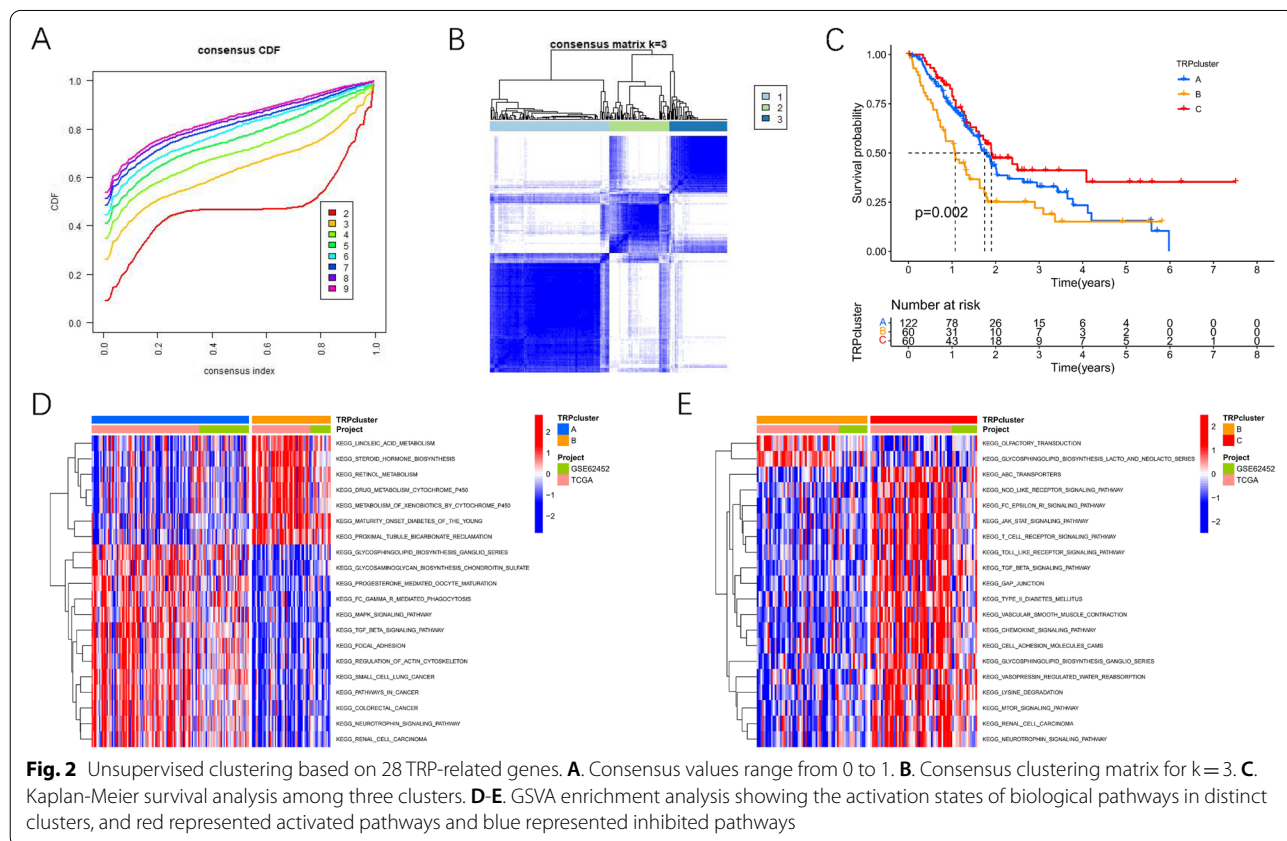 A
consensus CDF
CDF
0.0
0.2
0.4
0.6
0.8
1.0
0.0
0.2
0.4
0.6
0.8
1.0
consensus index
2
3
4
5
6
7
8
9
B
consensus matrix k=3
1
2
3
C
TRPcluster
A
B
C
Survival probability
1.00
0.75
0.50
0.25
0.00
p=0.002
0 1 2 3 4 5 6 7 8
Time(years)
Number at risk
TRPcluster
A 122 78 26 15 6 4 0 0 0
B 60 31 10 7 3 2 0 0 0
C 60 43 18 9 7 5 2 1 0
0 1 2 3 4 5 6 7 8
Time(years)
D
TRPcluster
Project
KEGG_LINOLEIC_ACID_METABOLISM
KEGG_STEROID_HORMONE_BIOSYNTHESIS
KEGG_RETINOL_METABOLISM
KEGG_DRUG_METABOLISM_CYTOCHROME_P450
KEGG_METABOLISM_OF_XENOBIOTICS_BY_CYTOCHROME_P450
KEGG_MATURITY_ONSET_DIABETES_OF_THE_YOUNG
KEGG_PROXIMAL_TUBULE_BICARBONATE_RECLAMATION
KEGG_GLYCOSPHINGOLIPID_BIOSYNTHESIS_GANGLIO_SERIES
KEGG_GLYCOSAMINOGLYCAN_BIOSYNTHESIS_CHONDROITIN_SULFATE
KEGG_PROGESTERONE_MEDIATED_OOCYTE_MATURATION
KEGG_FC_GAMMA_R_MEDIATED_PHAGOCYTOSIS
KEGG_MAPK_SIGNALING_PATHWAY
KEGG_TGF_BETA_SIGNALING_PATHWAY
KEGG_FOCAL_ADHESION
KEGG_REGULATION_OF_ACTIN_CYTOSKELETON
KEGG_SMALL_CELL_LUNG_CANCER
KEGG_PATHWAYS_IN_CANCER
KEGG_COLORECTAL_CANCER
KEGG_NEUROTROPHIN_SIGNALING_PATHWAY
KEGG_RENAL_CELL_CARCINOMA
2
1
0
−1
−2
TRPcluster
A
B
Project
GSE62452
TCGA
E
TRPcluster
Project
KEGG_OLFACTORY_TRANSDUCTION
KEGG_GLYCOSPHINGOLIPID_BIOSYNTHESIS_LACTO_AND_NEOLACTO_SERIES
KEGG_ABC_TRANSPORTERS
KEGG_NOD_LIKE_RECEPTOR_SIGNALING_PATHWAY
KEGG_FC_EPSILON_RI_SIGNALING_PATHWAY
KEGG_JAK_STAT_SIGNALING_PATHWAY
KEGG_T_CELL_RECEPTOR_SIGNALING_PATHWAY
KEGG_TOLL_LIKE_RECEPTOR_SIGNALING_PATHWAY
KEGG_TGF_BETA_SIGNALING_PATHWAY
KEGG_GAP_JUNCTION
KEGG_TYPE_II_DIABETES_MELLITUS
KEGG_VASCULAR_SMOOTH_MUSCLE_CONTRACTION
KEGG_CHEMOKINE_SIGNALING_PATHWAY
KEGG_CELL_ADHESION_MOLECULES_CAMS
KEGG_GLYCOSPHINGOLIPID_BIOSYNTHESIS_GANGLIO_SERIES
KEGG_VASOPRESSIN_REGULATED_WATER_REABSORPTION
KEGG_LYSINE_DEGRADATION
KEGG_MTOR_SIGNALING_PATHWAY
KEGG_RENAL_CELL_CARCINOMA
KEGG_NEUROTROPHIN_SIGNALING_PATHWAY
2
1
0
−1
−2
TRPcluster
B
C
Project
GSE62452
TCGA
Fig. 2 Unsupervised clustering based on 28 TRP-related genes. A. Consensus values range from 0 to 1. B. Consensus clustering matrix for k = 3. C.
Kaplan-Meier survival analysis among three clusters. D-E. GSVA enrichment analysis showing the activation states of biological pathways in distinct
clusters, and red represented activated pathways and blue represented inhibited pathways